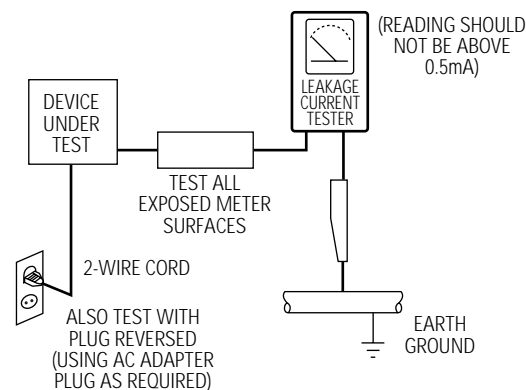 (READING SHOULD
NOT BE ABOVE
0.5mA)
LEAKAGE
CURRENT
TESTER
DEVICE
UNDER
TEST
TEST ALL
EXPOSED METER
SURFACES
2-WIRE CORD
ALSO TEST WITH
PLUG REVERSED
(USING AC ADAPTER
PLUG AS REQUIRED)
EARTH
GROUND